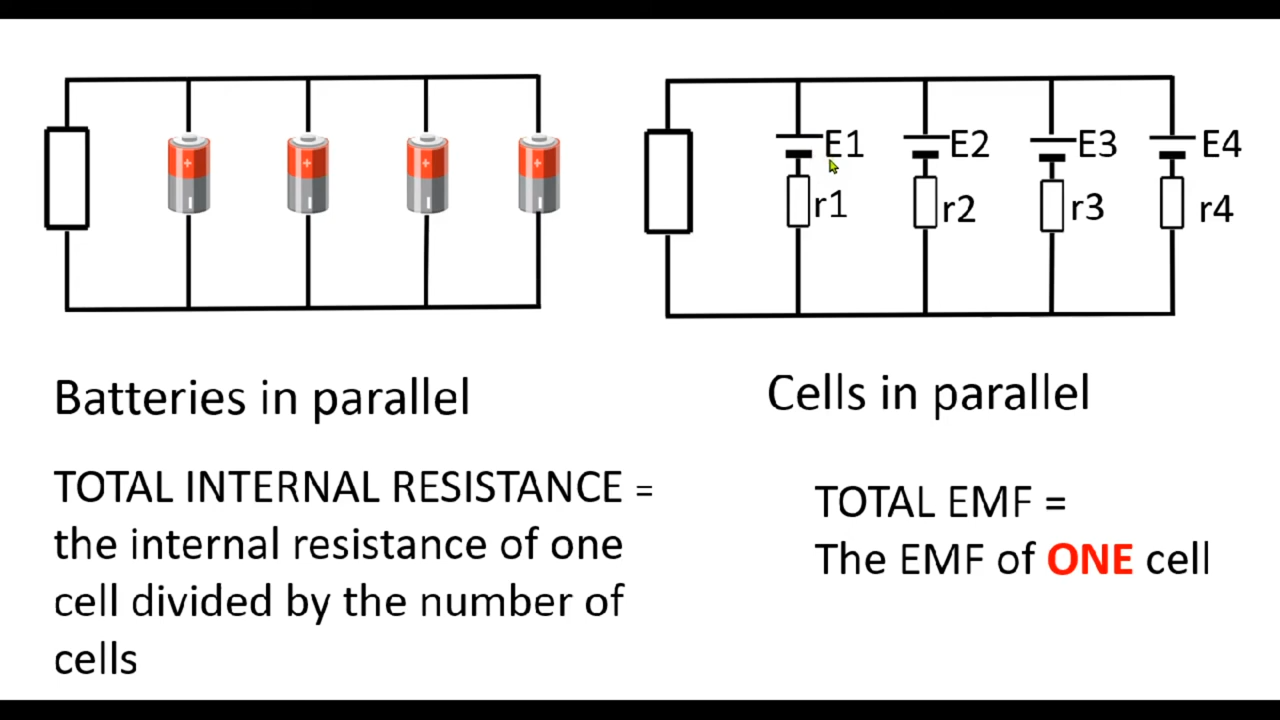 E1
E2
E3
E4
r1
r2
r3
r4
Batteries in parallel
Cells in parallel
TOTAL INTERNAL RESISTANCE =
the internal resistance of one
cell divided by the number of
cells
TOTAL EMF =
The EMF of ONE cell